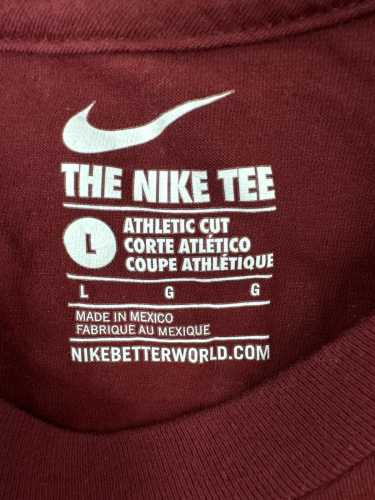 THE NIKE TEE
L
ATHLETIC CUT
CORTE ATLÉTICO
COUPE ATHLÉTIQUE
L G G
MADE IN MEXICO
FABRIQUE AU MEXIQUE
NIKEBETTERWORLD.COM